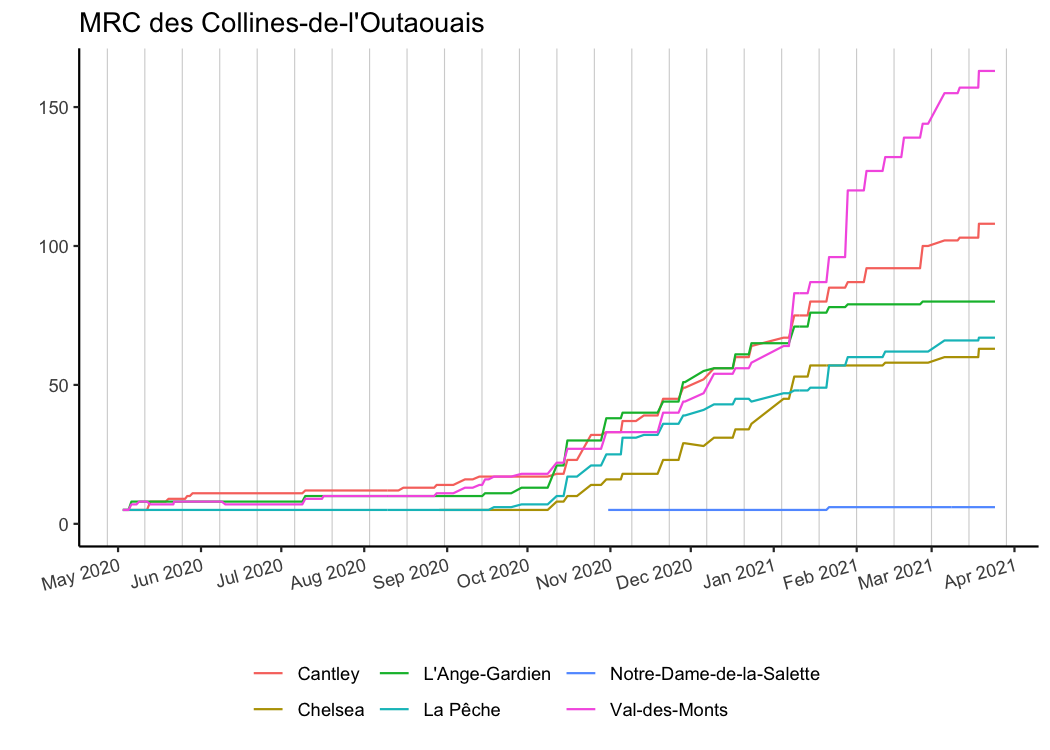 MRC des Collines-de-l'Outaouais
150
100
50
0
May 2020 Jun 2020 Jul 2020 Aug 2020 Sep 2020 Oct 2020 Nov 2020 Dec 2020 Jan 2021 Feb 2021 Mar 2021 Apr 2021
Cantley L'Ange-Gardien Notre-Dame-de-la-Salette
Chelsea La Pêche Val-des-Monts